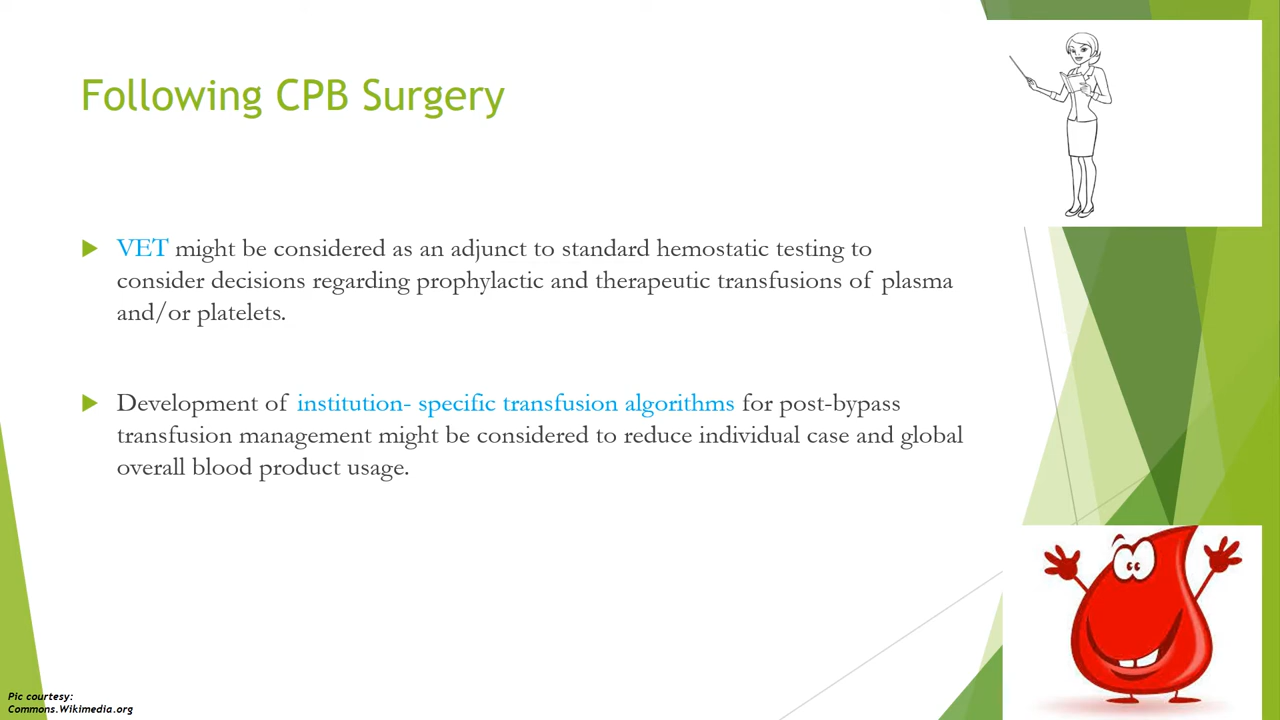 Following CPB Surgery
VET might be considered as an adjunct to standard hemostatic testing to
consider decisions regarding prophylactic and therapeutic transfusions of plasma
and/or platelets.
Development of institution- specific transfusion algorithms for post-bypass
transfusion management might be considered to reduce individual case and global
overall blood product usage.
Pic courtesy:
Commons.Wikimedia.org